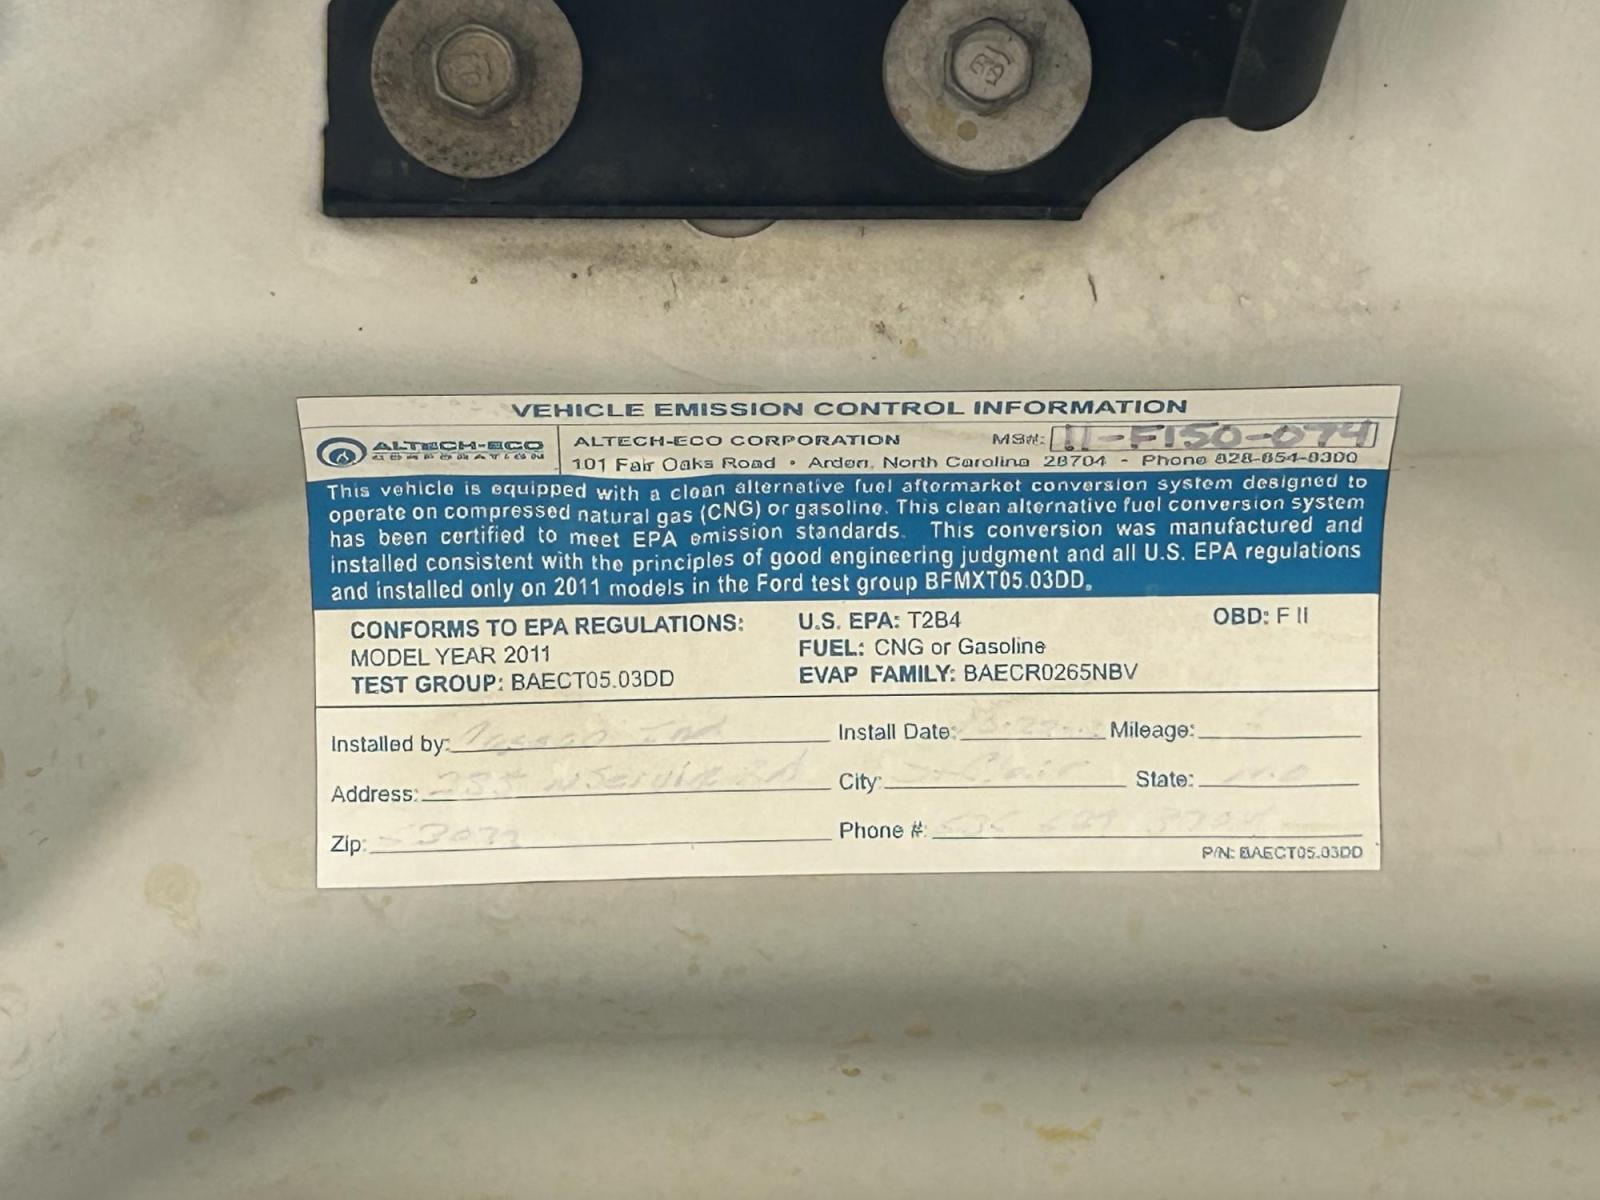 VEHICLE EMISSION CONTROL INFORMATION
ALTECH-ECO
CORPORATION
ALTECH-ECO CORPORATION MS#: 11-F150-074
101 Fair Oaks Road • Arden, North Carolina 28704 - Phone 828-654-8300
This vehicle is equipped with a clean alternative fuel aftermarket conversion system designed to
operate on compressed natural gas (CNG) or gasoline. This clean alternative fuel conversion system
has been certified to meet EPA emission standards. This conversion was manufactured and
installed consistent with the principles of good engineering judgment and all U.S. EPA regulations
and installed only on 2011 models in the Ford test group BFMXT05.03DD.
CONFORMS TO EPA REGULATIONS:
MODEL YEAR 2011
TEST GROUP: BAECT05.03DD
U.S. EPA: T2B4 OBD: F II
FUEL: CNG or Gasoline
EVAP FAMILY: BAECR0265NBV
Installed by: Install Date: Mileage:
Address: N Service Rd City: St Clair State: MO
Zip: Phone #:
P/N: BAECT05.03DD